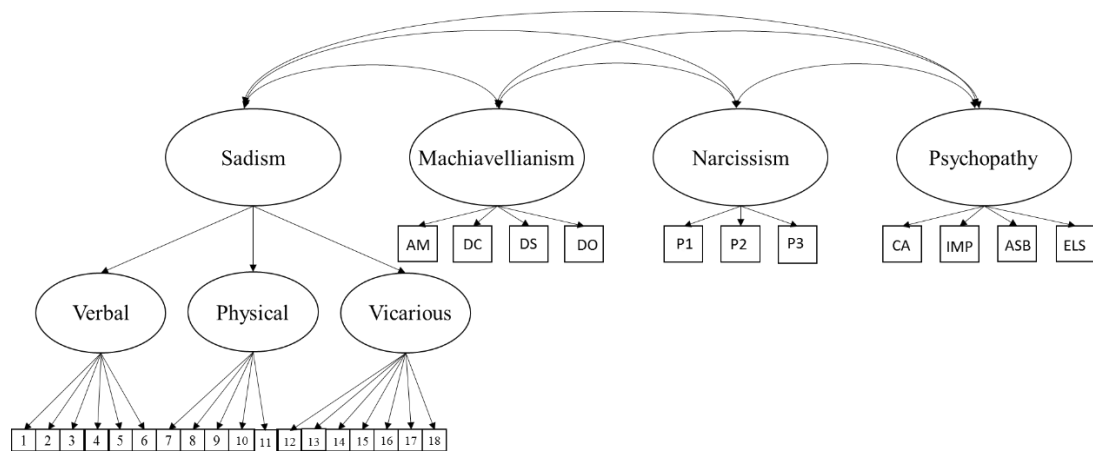 Sadism Machiavellianism Narcissism Psychopathy
AM DC DS DO P1 P2 P3 CA IMP ASB ELS
Verbal Physical Vicarious
1 2 3 4 5 6 7 8 9 10 11 12 13 14 15 16 17 18